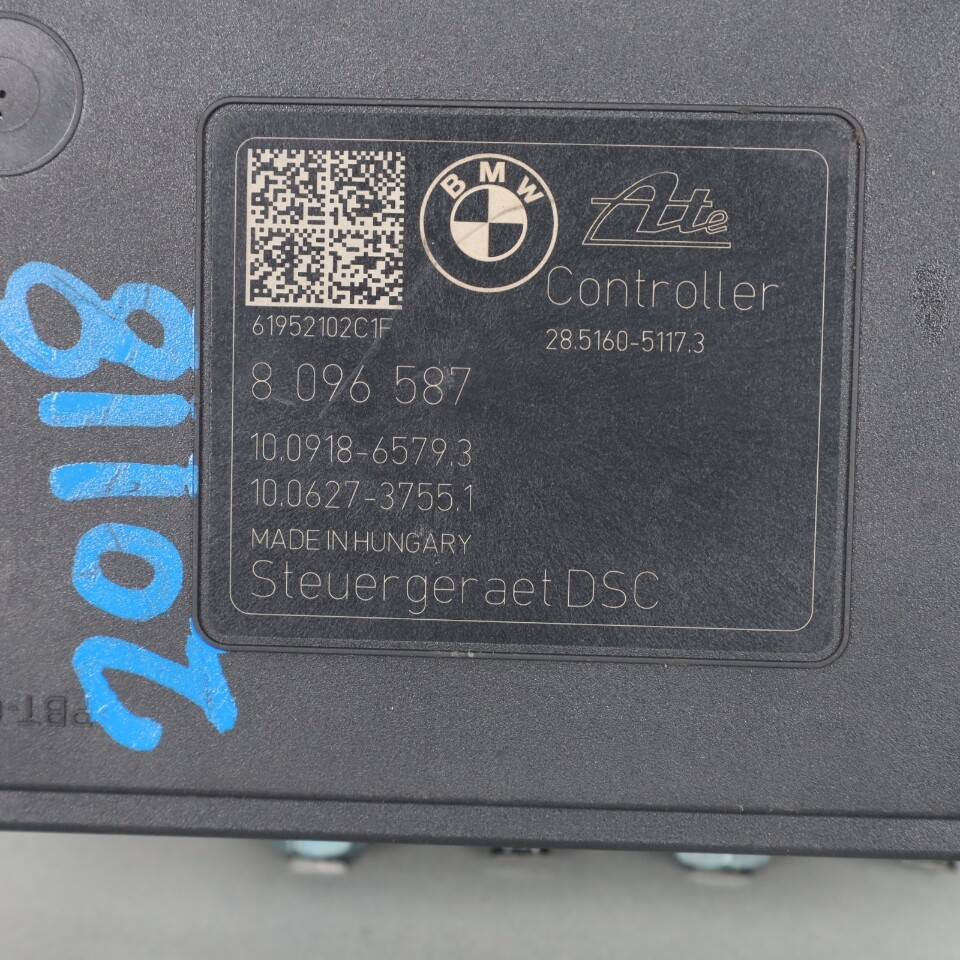 BMW
Ate
Controller
61952102C1F
28.5160-5117.3
8 096 587
10.0918-6579.3
10.0627-3755.1
MADE IN HUNGARY
Steuergeraet DSC
20118
PBT-